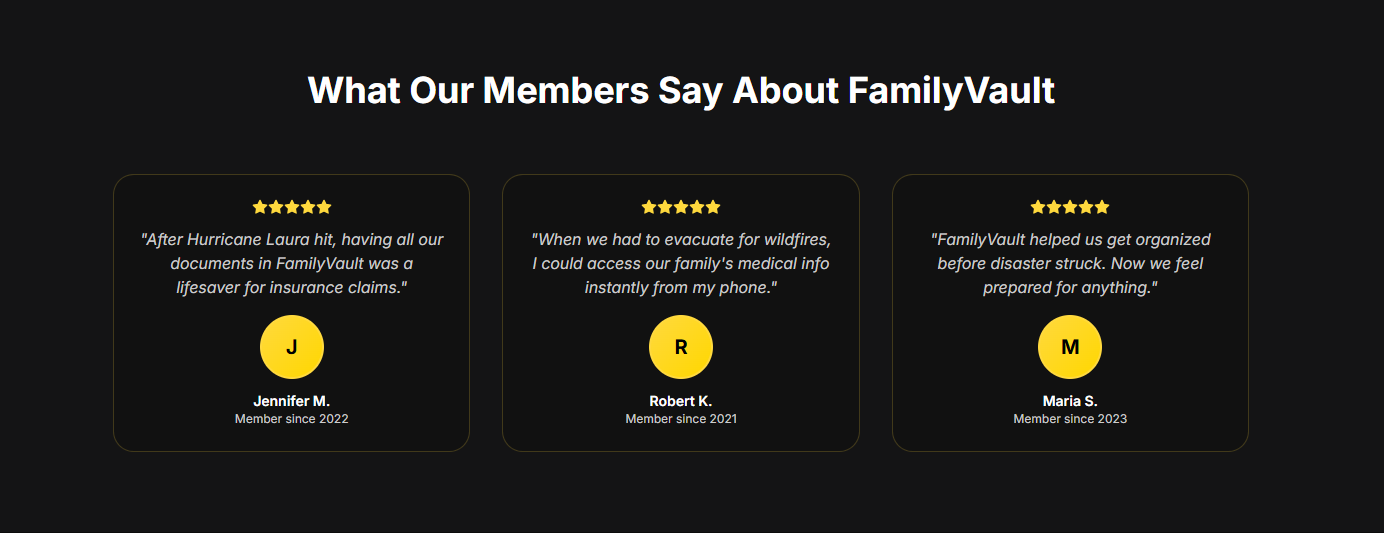 What Our Members Say About FamilyVault
"After Hurricane Laura hit, having all our
documents in FamilyVault was a
lifesaver for insurance claims."
J
Jennifer M.
Member since 2022
"When we had to evacuate for wildfires,
I could access our family's medical info
instantly from my phone."
R
Robert K.
Member since 2021
"FamilyVault helped us get organized
before disaster struck. Now we feel
prepared for anything."
M
Maria S.
Member since 2023